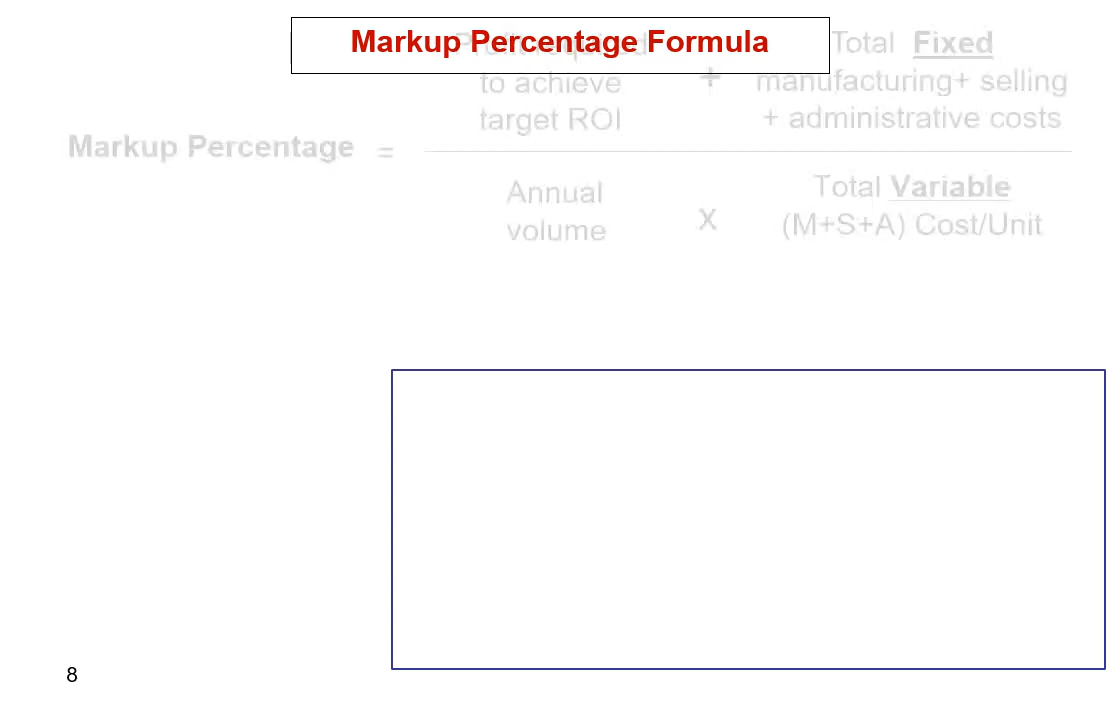 Markup Percentage Formula
to achieve
target ROI
+
Total Fixed
manufacturing+ selling
+ administrative costs
Markup Percentage =
Annual
volume
X
Total Variable
(M+S+A) Cost/Unit
8